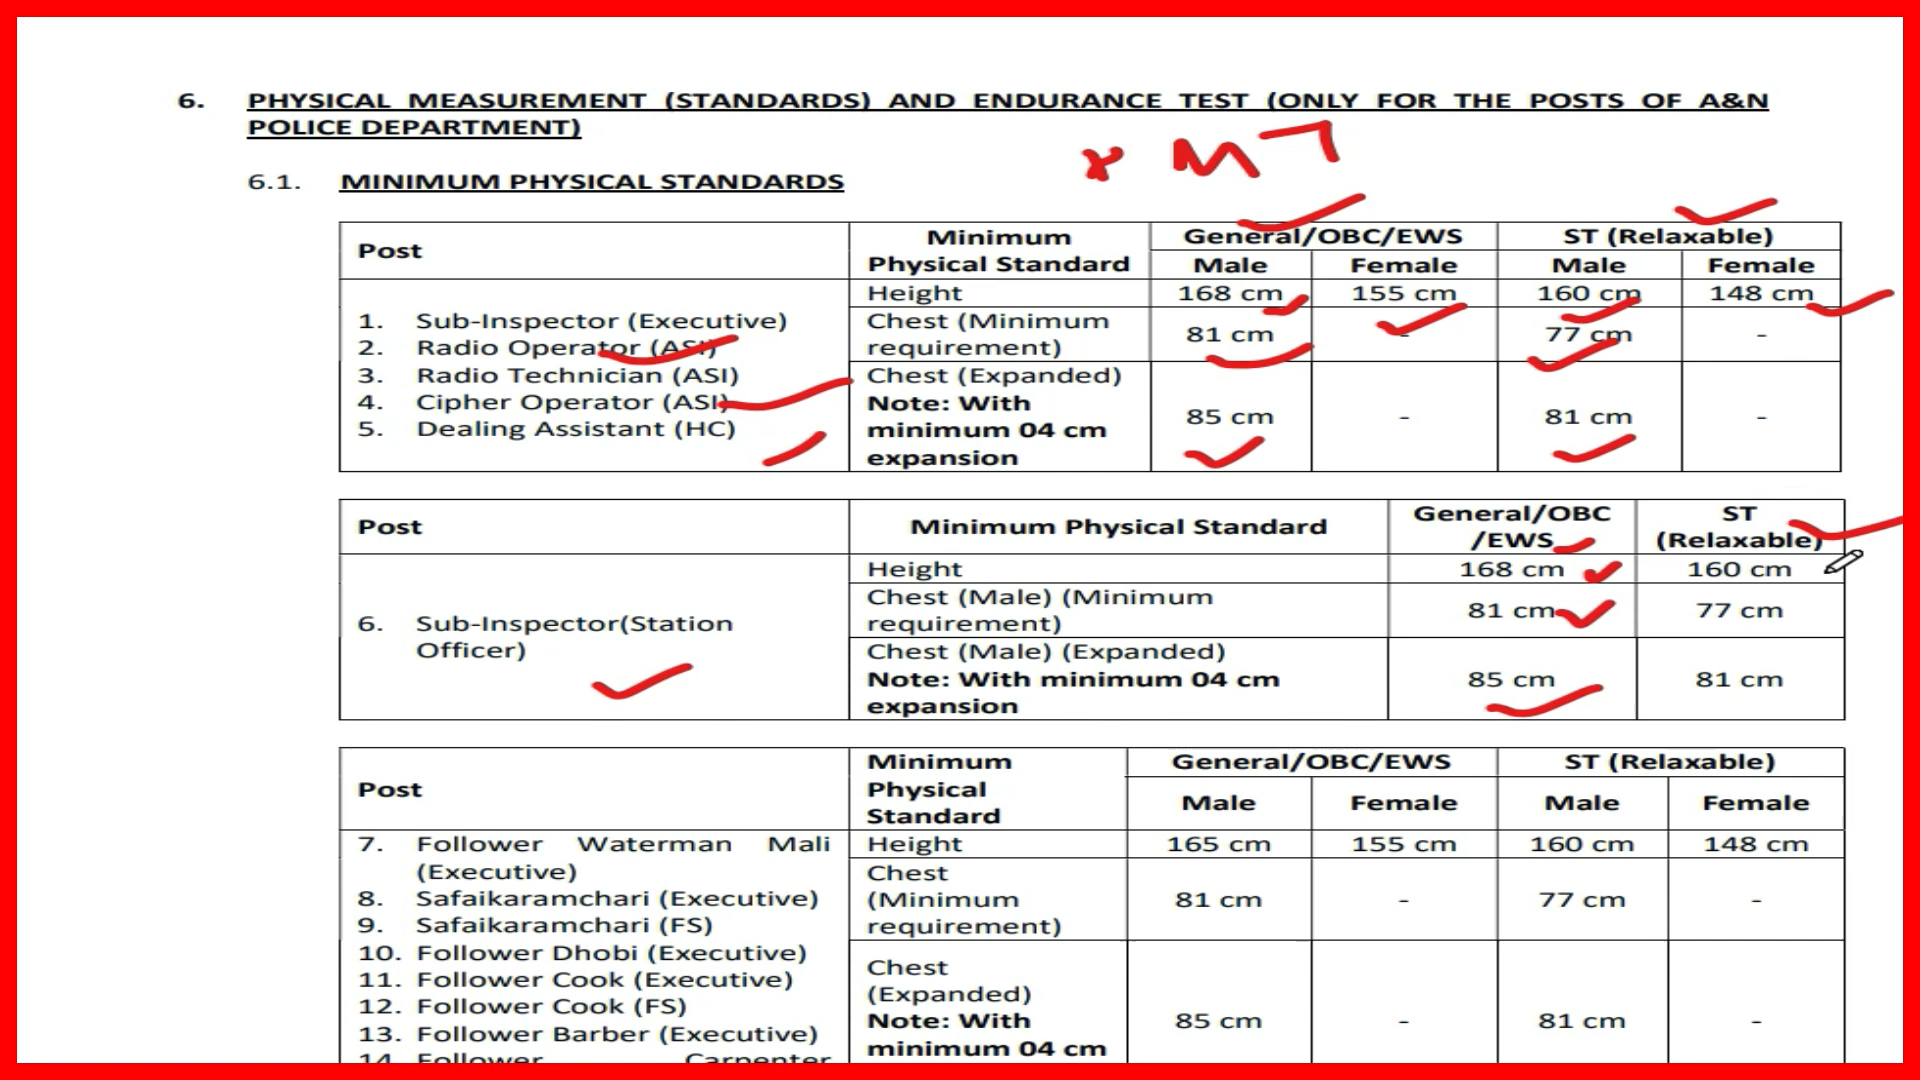 6. PHYSICAL MEASUREMENT (STANDARDS) AND ENDURANCE TEST (ONLY FOR THE POSTS OF A&N
POLICE DEPARTMENT)
6.1. MINIMUM PHYSICAL STANDARDS
Post
Minimum
Physical Standard
General/OBC/EWS
ST (Relaxable)
Male Female Male Female
1. Sub-Inspector (Executive)
2. Radio Operator (ASI)
3. Radio Technician (ASI)
4. Cipher Operator (ASI)
5. Dealing Assistant (HC)
Height 168 cm 155 cm 160 cm 148 cm
Chest (Minimum
requirement) 81 cm - 77 cm -
Chest (Expanded)
Note: With
minimum 04 cm
expansion
85 cm - 81 cm -
Post
Minimum Physical Standard
General/OBC
/EWS
ST
(Relaxable)
6. Sub-Inspector(Station
Officer)
Height 168 cm 160 cm
Chest (Male) (Minimum
requirement) 81 cm 77 cm
Chest (Male) (Expanded)
Note: With minimum 04 cm
expansion
85 cm 81 cm
Post
Minimum
Physical
Standard
General/OBC/EWS
ST (Relaxable)
Male Female Male Female
7. Follower Waterman Mali
(Executive)
8. Safaikaramchari (Executive)
9. Safaikaramchari (FS)
10. Follower Dhobi (Executive)
11. Follower Cook (Executive)
12. Follower Cook (FS)
13. Follower Barber (Executive)
14. Follower Carpenter
Height 165 cm 155 cm 160 cm 148 cm
Chest
(Minimum
requirement)
81 cm - 77 cm -
Chest
(Expanded)
Note: With
minimum 04 cm
85 cm - 81 cm -